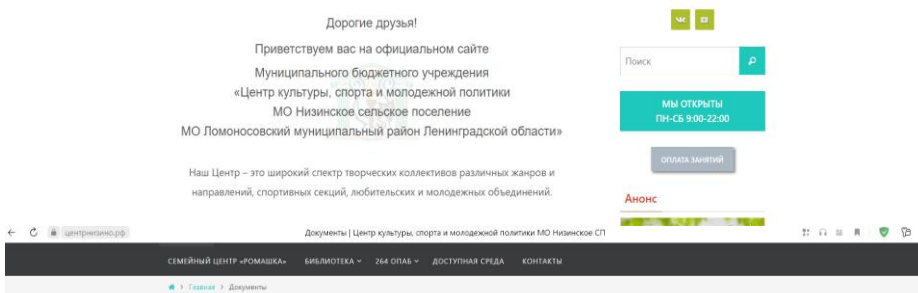 Дорогие друзья!
Приветствуем вас на официальном сайте
Муниципального бюджетного учреждения
«Центр культуры, спорта и молодежной политики
МО Низинское сельское поселение
МО Ломоносовский муниципальный район Ленинградской области»
Наш Центр – это широкий спектр творческих коллективов различных жанров и
направлений, спортивных секций, любительских и молодежных объединений.
Поиск
МЫ ОТКРЫТЫ
ПН-СБ 9:00-22:00
ОПЛАТА ЗАНЯТИЙ
Анонс
центрнизино.рф
Документы | Центр культуры, спорта и молодежной политики МО Низинское СП
СЕМЕЙНЫЙ ЦЕНТР «РОМАШКА» БИБЛИОТЕКА 264 ОПАБ ДОСТУПНАЯ СРЕДА КОНТАКТЫ
Главная > Документы